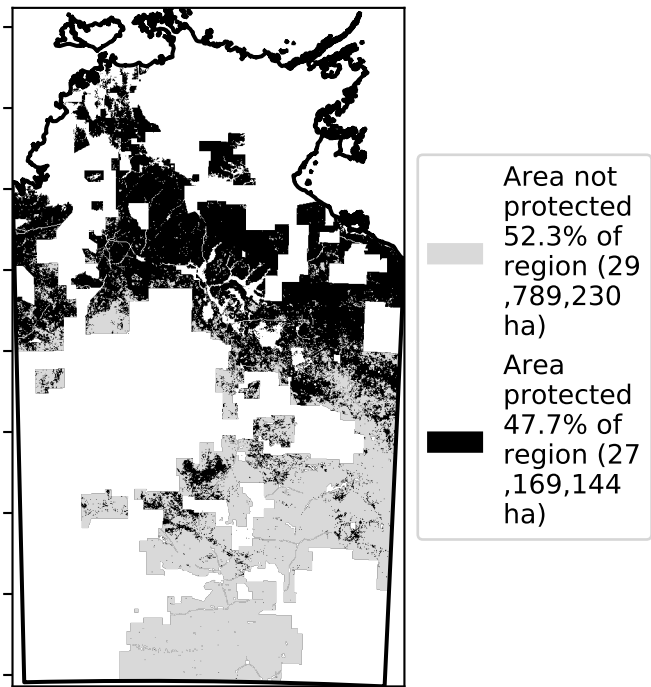 Area not
protected
52.3% of
region (29
,789,230
ha)
Area
protected
47.7% of
region (27
,169,144
ha)